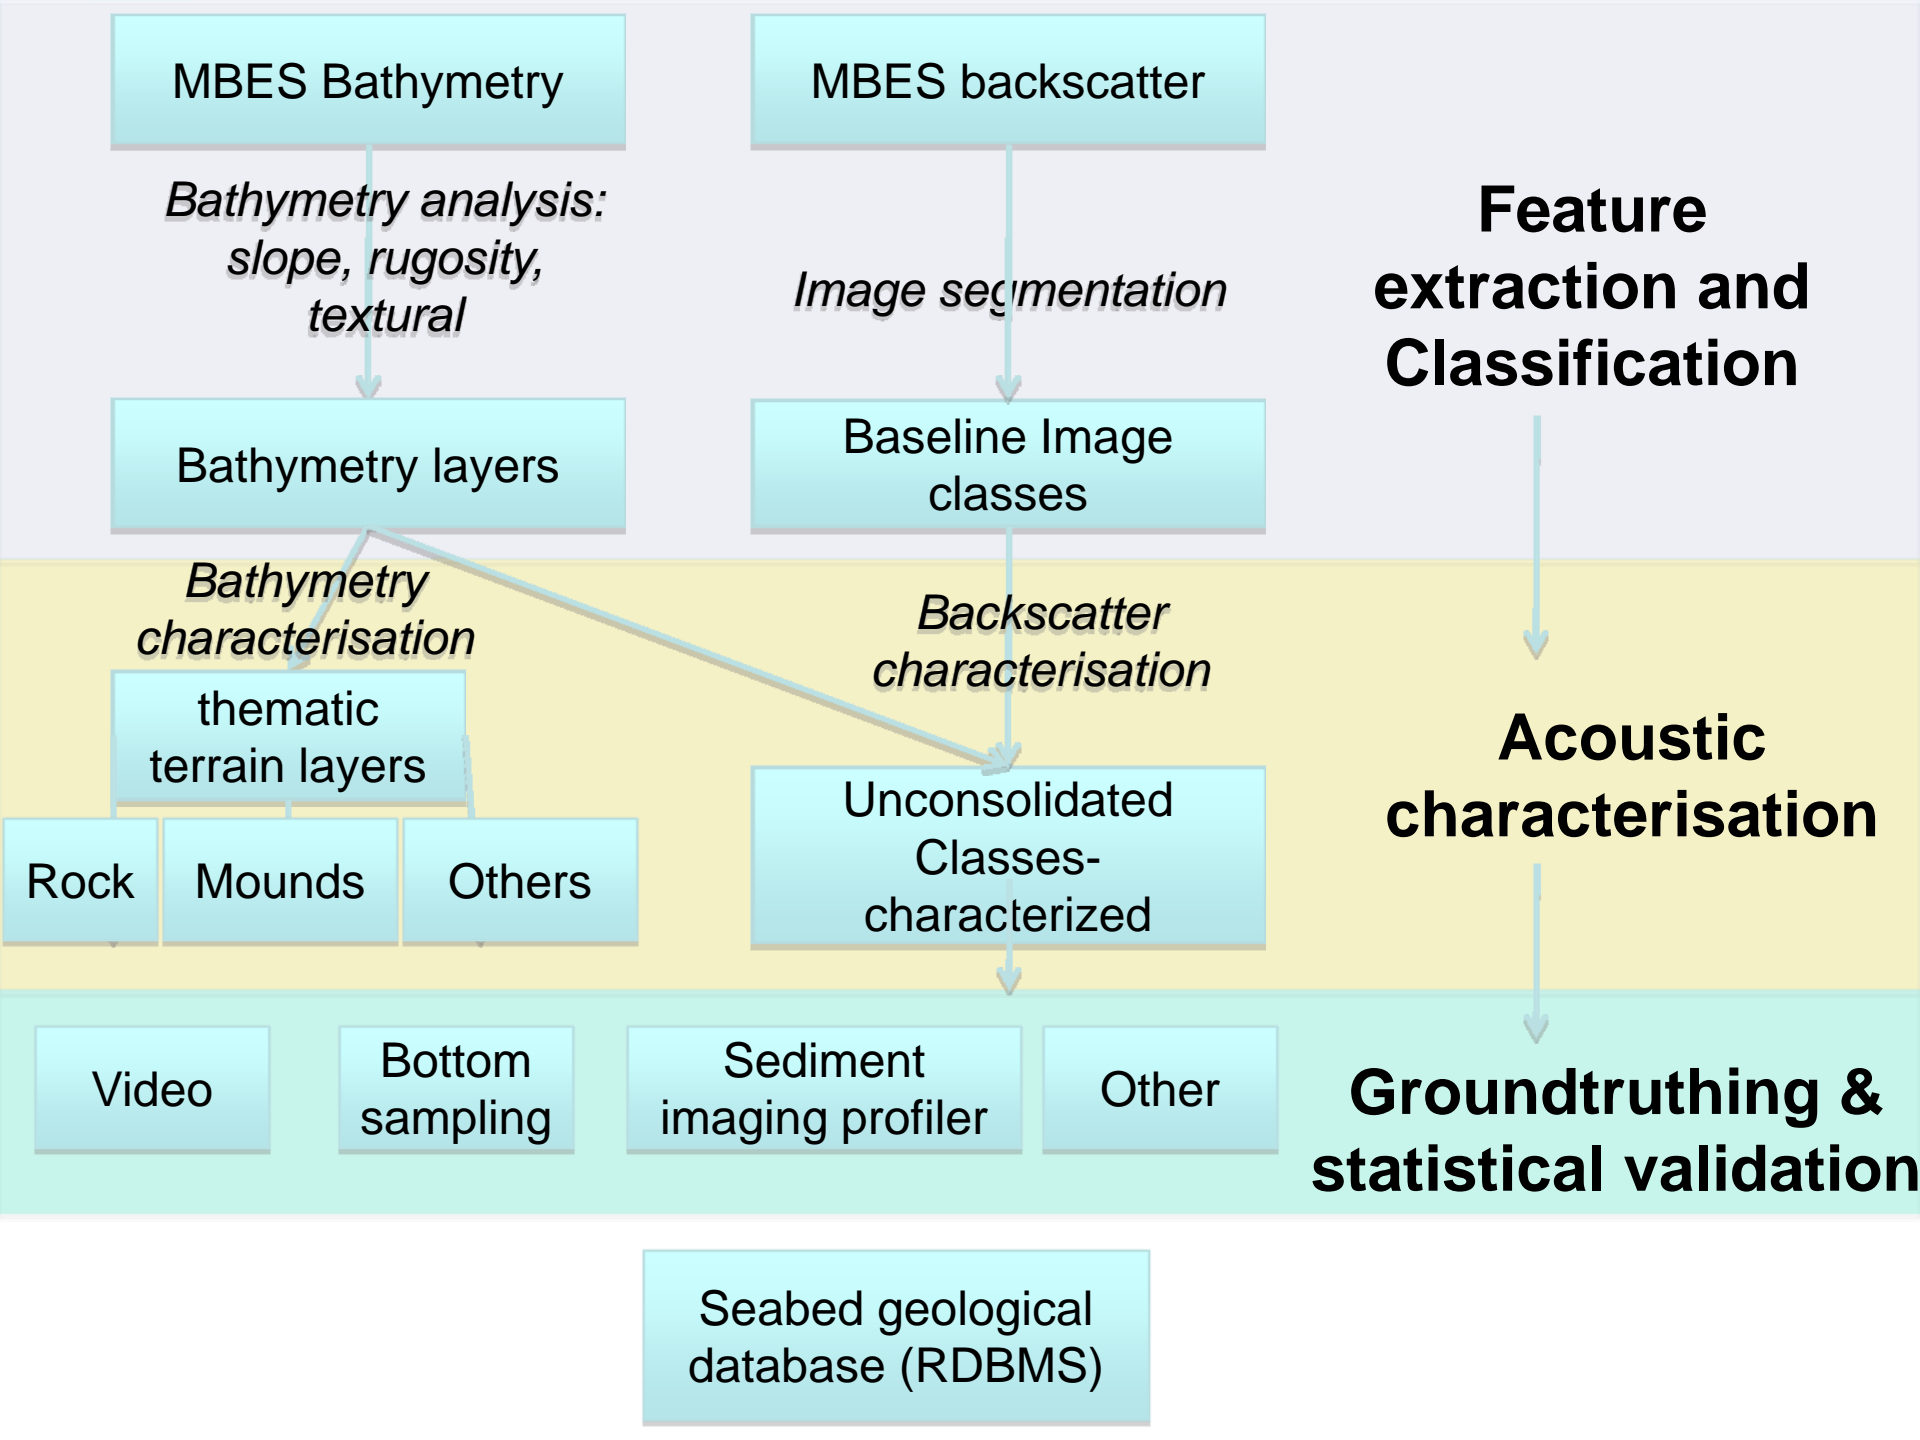 MBES Bathymetry
MBES backscatter
Bathymetry analysis:
slope, rugosity,
textural
Image segmentation
Feature
extraction and
Classification
Bathymetry layers
Baseline Image
classes
Bathymetry
characterisation
Backscatter
characterisation
thematic
terrain layers
Acoustic
characterisation
Rock
Mounds
Others
Unconsolidated
Classes-
characterized
Video
Bottom
sampling
Sediment
imaging profiler
Other
Groundtruthing &
statistical validation
Seabed geological
database (RDBMS)